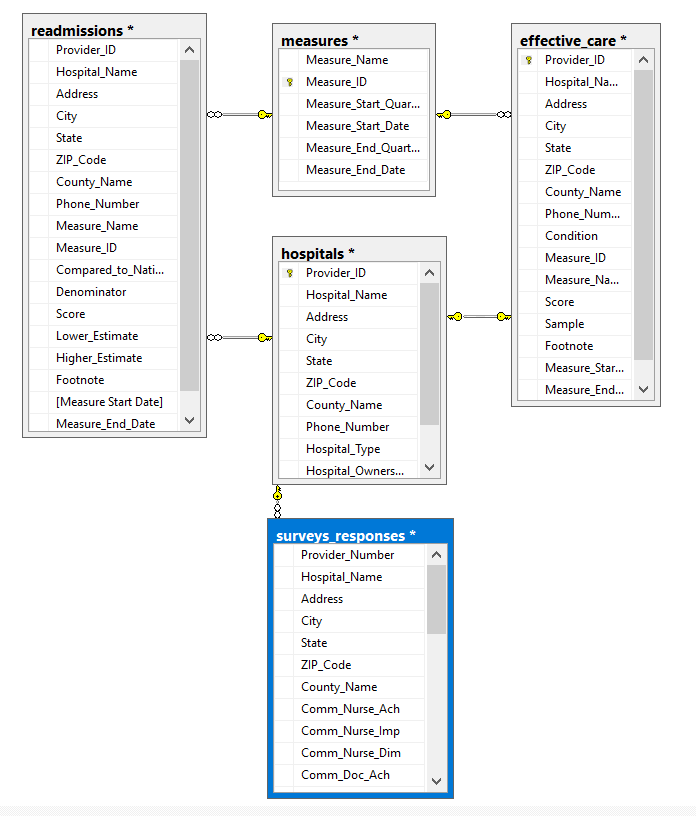 readmissions *
Provider_ID
Hospital_Name
Address
City
State
ZIP_Code
County_Name
Phone_Number
Measure_Name
Measure_ID
Compared_to_Nati...
Denominator
Score
Lower_Estimate
Higher_Estimate
Footnote
[Measure Start Date]
Measure_End_Date
measures *
Measure_Name
Measure_ID
Measure_Start_Quar...
Measure_Start_Date
Measure_End_Quart...
Measure_End_Date
effective_care *
Provider_ID
Hospital_Na...
Address
City
State
ZIP_Code
County_Name
Phone_Num...
Condition
Measure_ID
Measure_Na...
Score
Sample
Footnote
Measure_Star...
Measure_End...
hospitals *
Provider_ID
Hospital_Name
Address
City
State
ZIP_Code
County_Name
Phone_Number
Hospital_Type
Hospital_Owners...
surveys_responses *
Provider_Number
Hospital_Name
Address
City
State
ZIP_Code
County_Name
Comm_Nurse_Ach
Comm_Nurse_Imp
Comm_Nurse_Dim
Comm_Doc_Ach